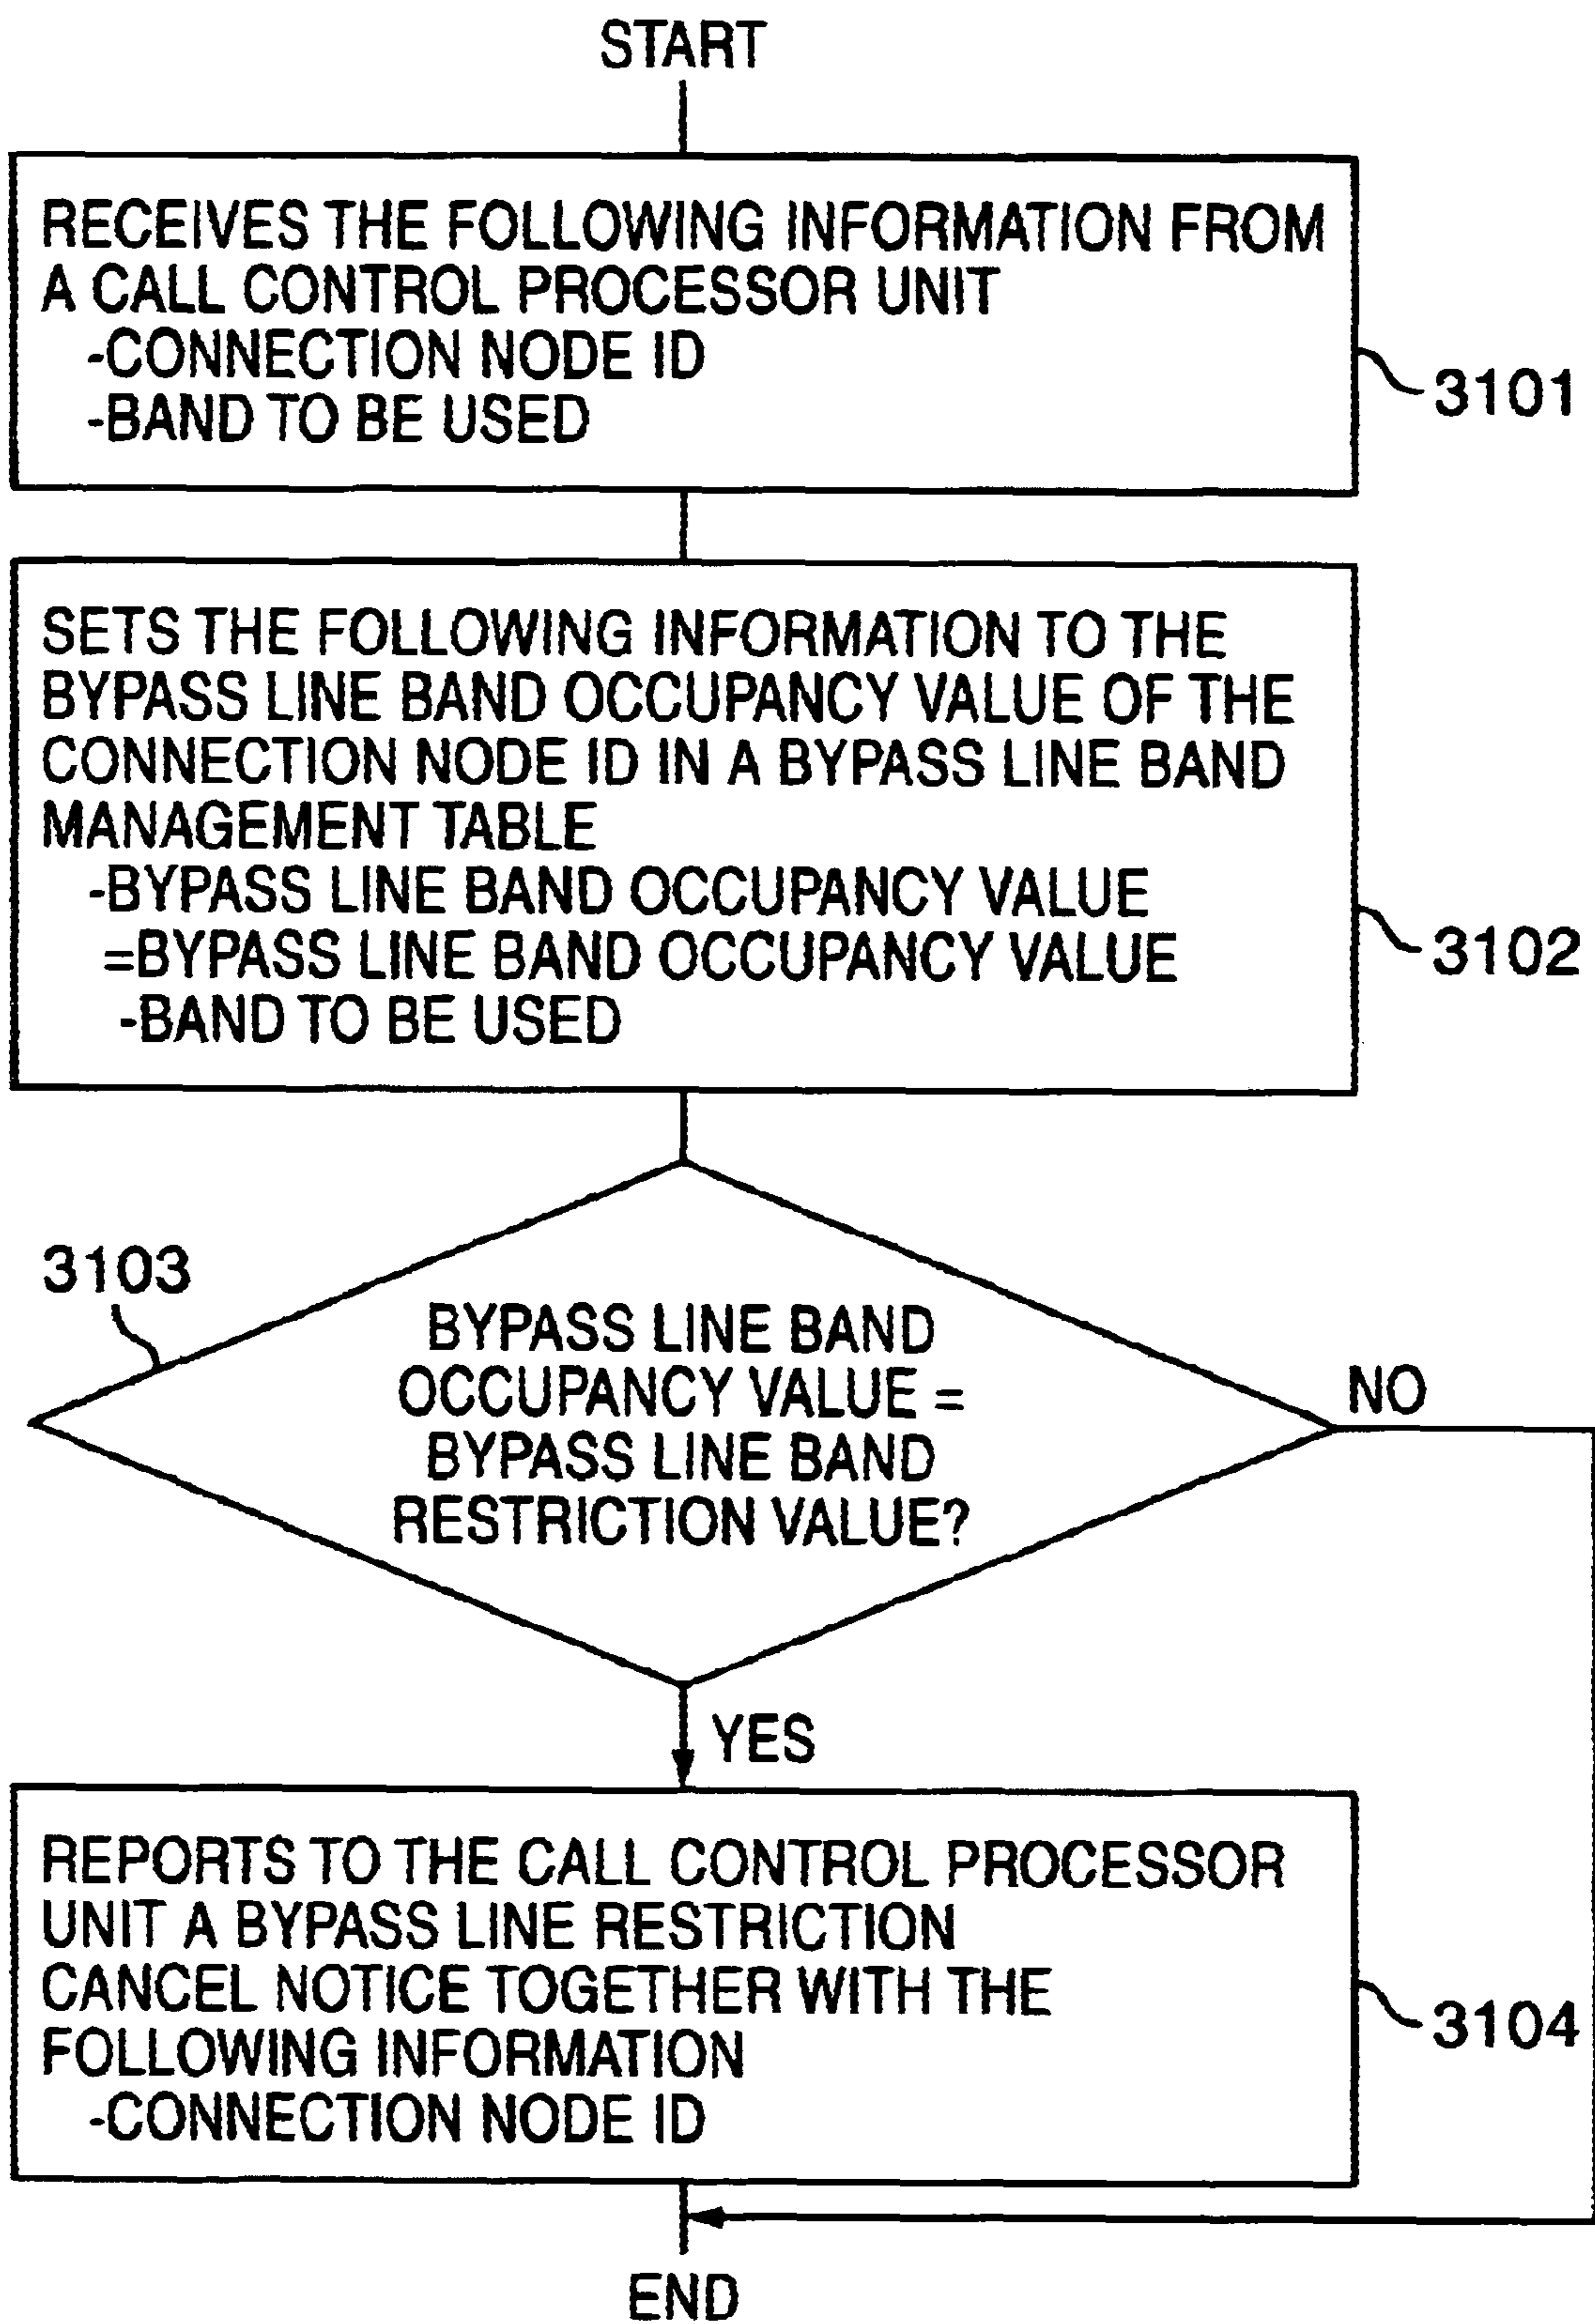 START
RECEIVES THE FOLLOWING INFORMATION FROM
A CALL CONTROL PROCESSOR UNIT
-CONNECTION NODE ID
-BAND TO BE USED
3101
SETS THE FOLLOWING INFORMATION TO THE
BYPASS LINE BAND OCCUPANCY VALUE OF THE
CONNECTION NODE ID IN A BYPASS LINE BAND
MANAGEMENT TABLE
-BYPASS LINE BAND OCCUPANCY VALUE
=BYPASS LINE BAND OCCUPANCY VALUE
-BAND TO BE USED
3102
3103
BYPASS LINE BAND
OCCUPANCY VALUE =
BYPASS LINE BAND
RESTRICTION VALUE?
NO
YES
REPORTS TO THE CALL CONTROL PROCESSOR
UNIT A BYPASS LINE RESTRICTION
CANCEL NOTICE TOGETHER WITH THE
FOLLOWING INFORMATION
-CONNECTION NODE ID
3104
END